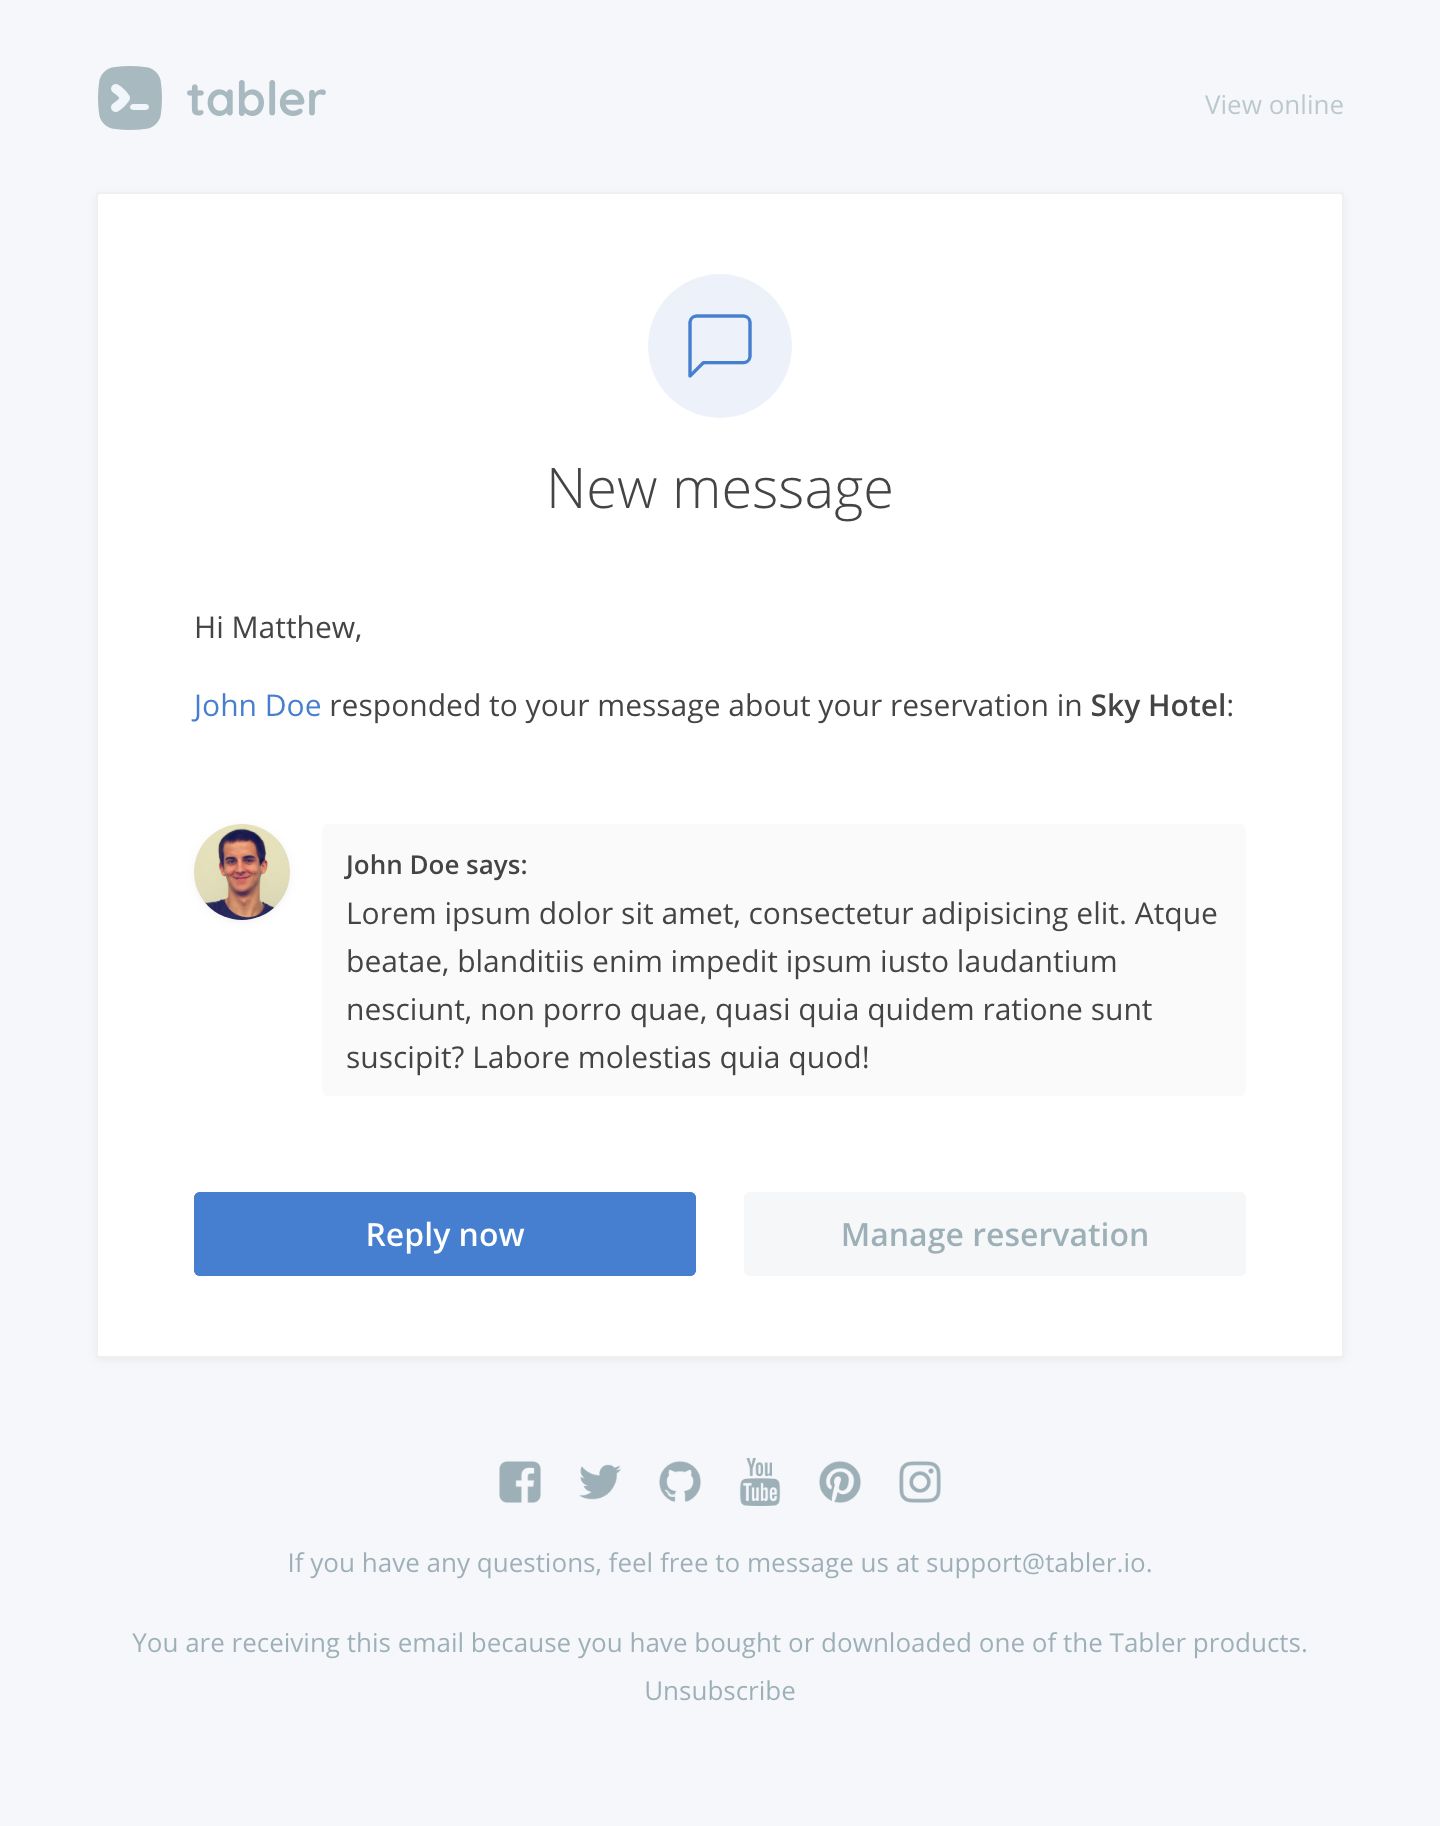 tabler
View online
New message
Hi Matthew,
John Doe responded to your message about your reservation in Sky Hotel:
John Doe says:
Lorem ipsum dolor sit amet, consectetur adipisicing elit. Atque
beatae, blanditiis enim impedit ipsum iusto laudantium
nesciunt, non porro quae, quasi quia quidem ratione sunt
suscipit? Labore molestias quia quod!
Reply now
Manage reservation
You
Tube
If you have any questions, feel free to message us at support@tabler.io.
You are receiving this email because you have bought or downloaded one of the Tabler products.
Unsubscribe